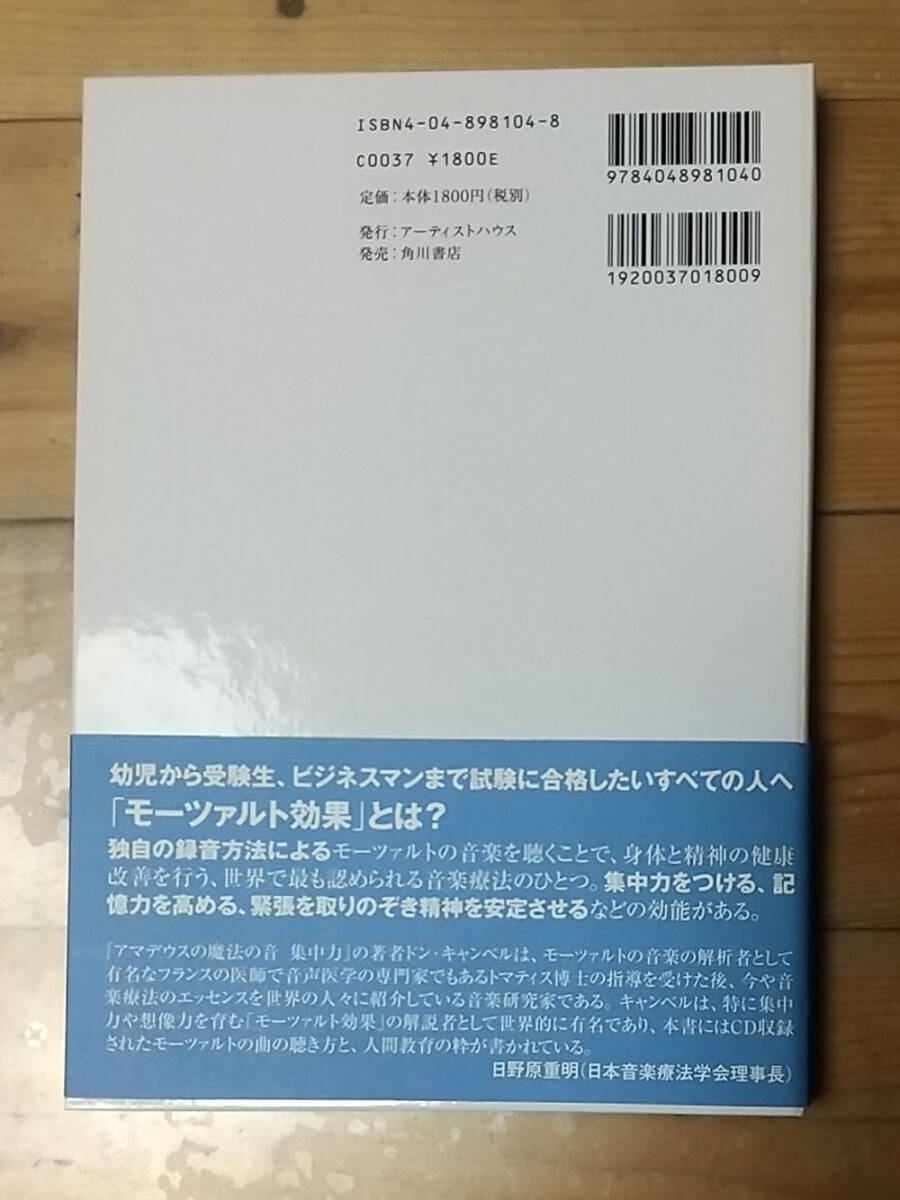 ISBN4-04-898104-8
C0037 ¥1800E
定価：本体1800円（税別）
発行：アーティストハウス
発売：角川書店
9784048981040
1920037018009
幼児から受験生、ビジネスマンまで試験に合格したいすべての人へ
「モーツァルト効果」とは？
独自の録音方法によるモーツァルトの音楽を聴くことで、身体と精神の健康
改善を行う、世界で最も認められる音楽療法のひとつ。集中力をつける、記
憶力を高める、緊張を取りのぞき精神を安定させるなどの効能がある。
『アマデウスの魔法の音 集中力』の著者ドン・キャンベルは、モーツァルトの音楽の解析者として
有名なフランスの医師で音声医学の専門家でもあるトマティス博士の指導を受けた後、今や音
楽療法のエッセンスを世界の人々に紹介している音楽研究家である。キャンベルは、特に集中
力や想像力を育む「モーツァルト効果」の解説者として世界的に有名であり、本書にはCD収録
されたモーツァルトの曲の聴き方と、人間教育の粋が書かれている。
日野原重明（日本音楽療法学会理事長）